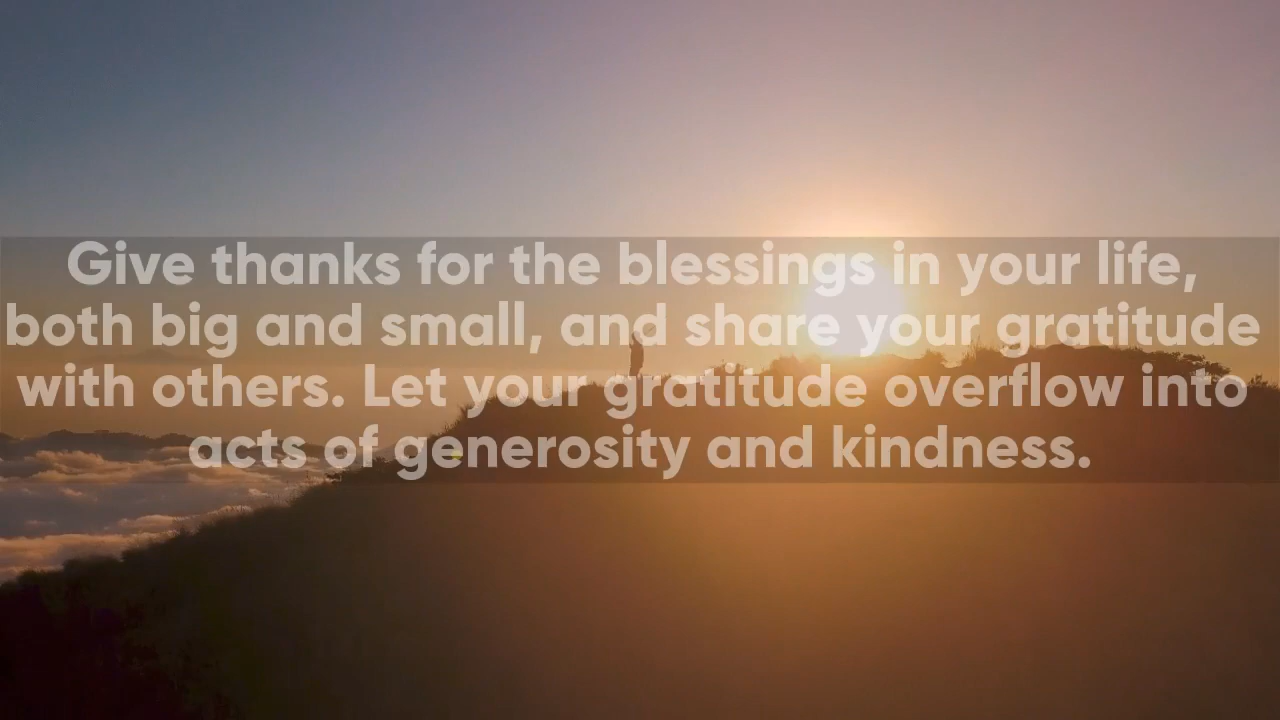 Give thanks for the blessings in your life,
both big and small, and share your gratitude
with others. Let your gratitude overflow into
acts of generosity and kindness.